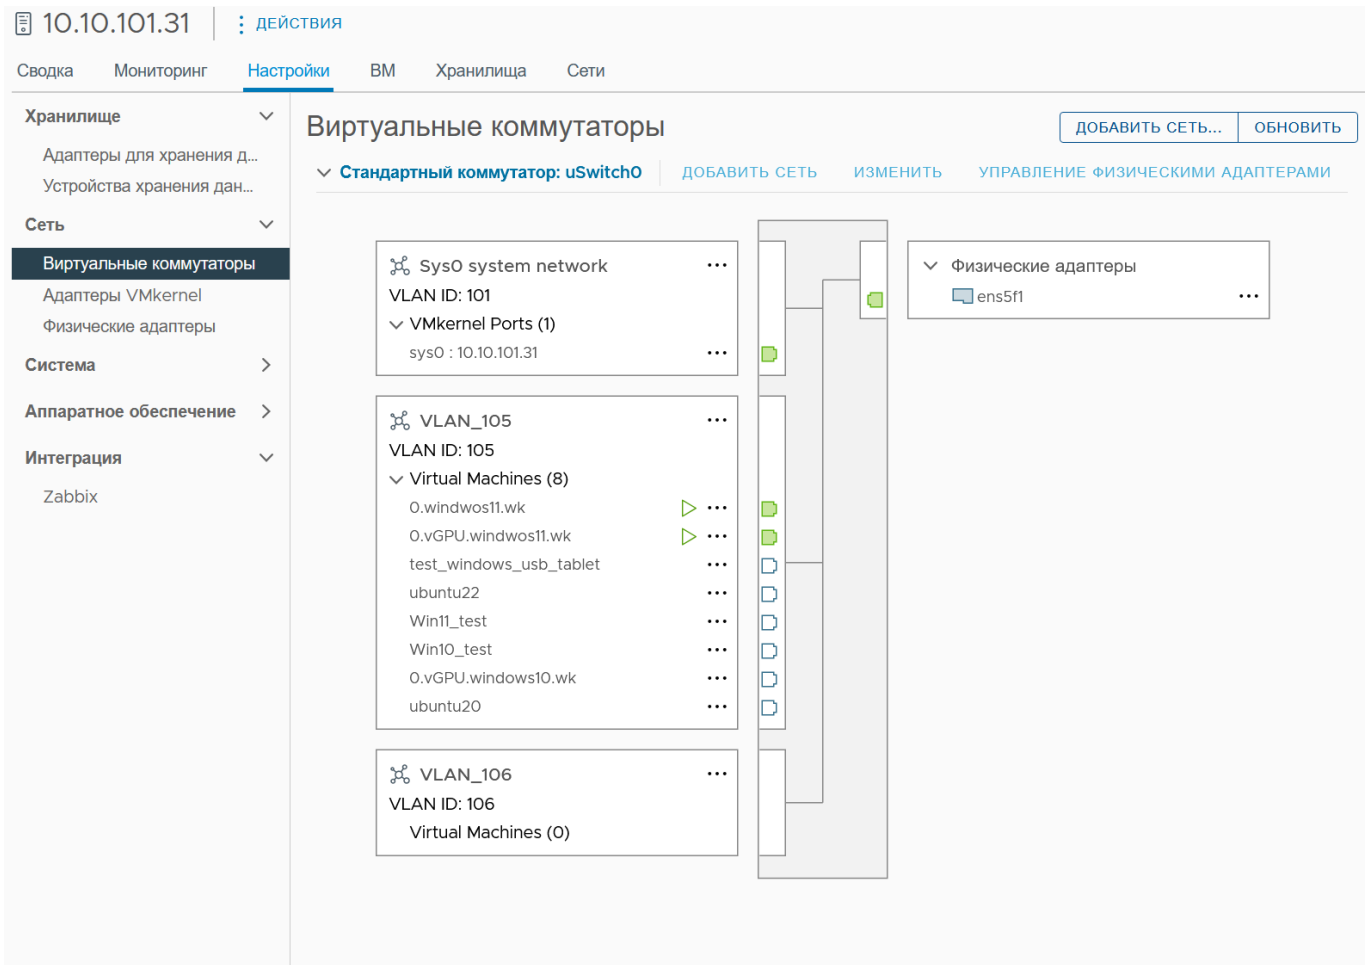 10.10.101.31
ДЕЙСТВИЯ
Сводка
Мониторинг
Настройки
ВМ
Хранилища
Сети
Хранилище
Адаптеры для хранения д...
Устройства хранения дан...
Сеть
Виртуальные коммутаторы
Адаптеры VMkernel
Физические адаптеры
Система
Аппаратное обеспечение
Интеграция
Zabbix
Виртуальные коммутаторы
ДОБАВИТЬ СЕТЬ...
ОБНОВИТЬ
Стандартный коммутатор: uSwitch0
ДОБАВИТЬ СЕТЬ
ИЗМЕНИТЬ
УПРАВЛЕНИЕ ФИЗИЧЕСКИМИ АДАПТЕРАМИ
Sys0 system network
VLAN ID: 101
VMkernel Ports (1)
sys0 : 10.10.101.31
VLAN_105
VLAN ID: 105
Virtual Machines (8)
0.windwos11.wk
0.vGPU.windwos11.wk
test_windows_usb_tablet
ubuntu22
Win11_test
Win10_test
0.vGPU.windows10.wk
ubuntu20
VLAN_106
VLAN ID: 106
Virtual Machines (0)
Физические адаптеры
ens5f1